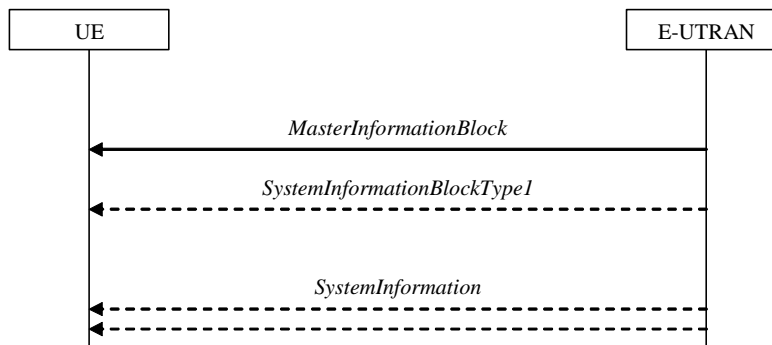 UE
E-UTRAN
MasterInformationBlock
SystemInformationBlockType1
SystemInformation